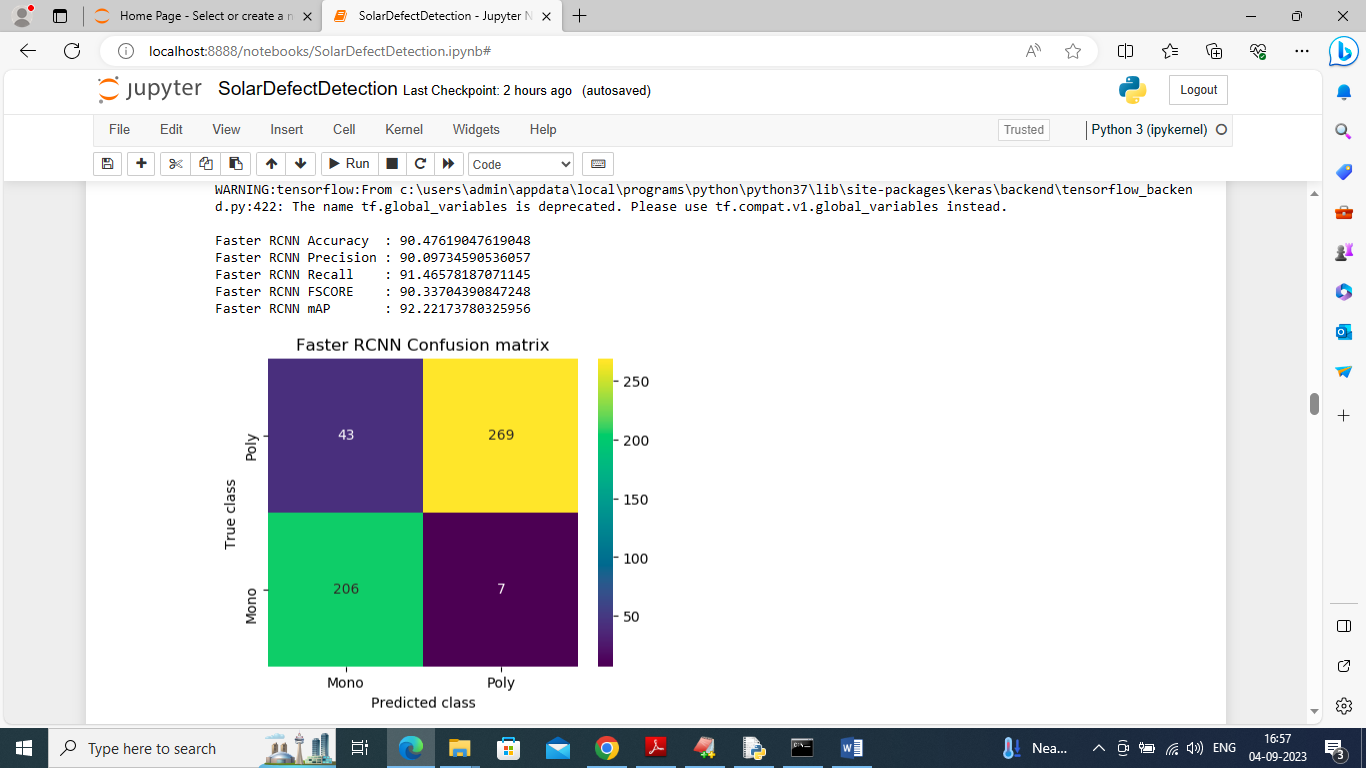 Home Page - Select or create a n
SolarDefectDetection - Jupyter N
localhost:8888/notebooks/SolarDefectDetection.ipynb#
jupyter SolarDefectDetection Last Checkpoint: 2 hours ago (autosaved)
Logout
File Edit View Insert Cell Kernel Widgets Help
Trusted
Python 3 (ipykernel)
Run
Code
WARNING:tensorflow:From c:\users\admin\appdata\local\programs\python\python37\lib\site-packages\keras\backend\tensorflow_backen
d.py:422: The name tf.global_variables is deprecated. Please use tf.compat.v1.global_variables instead.
Faster RCNN Accuracy : 90.47619047619048
Faster RCNN Precision : 90.09734590536057
Faster RCNN Recall : 91.46578187071145
Faster RCNN FSCORE : 90.33704390847248
Faster RCNN mAP : 92.22173780325956
Faster RCNN Confusion matrix
True class
Poly
43 269
Mono
206 7
Mono Poly
Predicted class
250
200
150
100
50
Type here to search
Nea...
ENG
16:57
04-09-2023
3